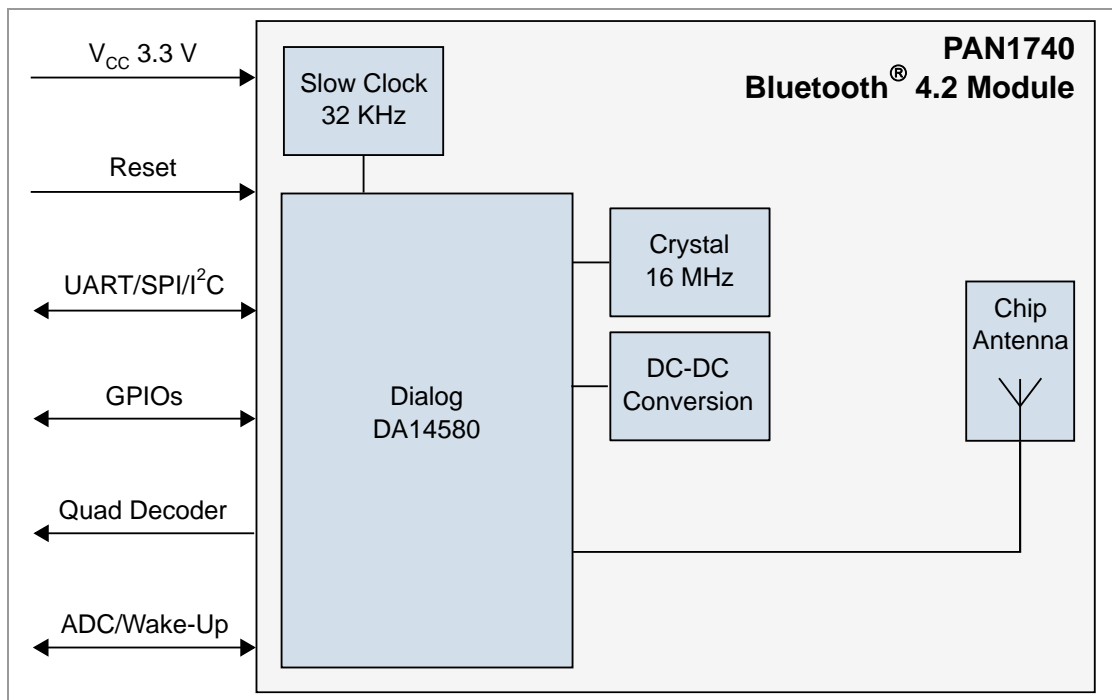 V_CC 3.3 V
Reset
UART/SPI/I²C
GPIOs
Quad Decoder
ADC/Wake-Up
PAN1740
Bluetooth® 4.2 Module
Slow Clock
32 KHz
Dialog
DA14580
Crystal
16 MHz
DC-DC
Conversion
Chip
Antenna